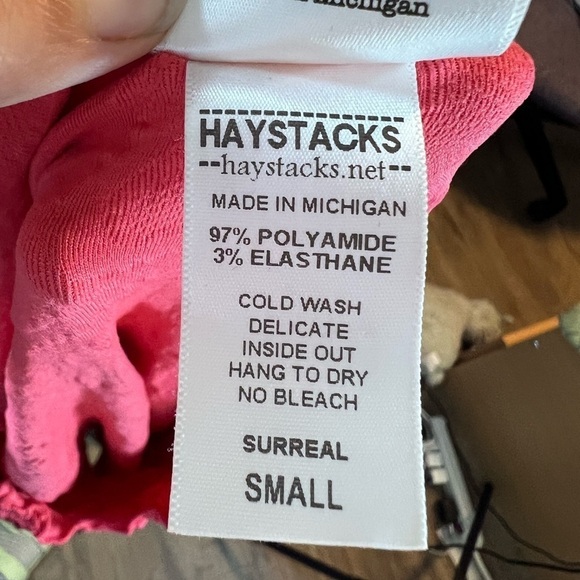 HAYSTACKS
--haystacks.net--
MADE IN MICHIGAN
97% POLYAMIDE
3% ELASTHANE
COLD WASH
DELICATE
INSIDE OUT
HANG TO DRY
NO BLEACH
SURREAL
SMALL